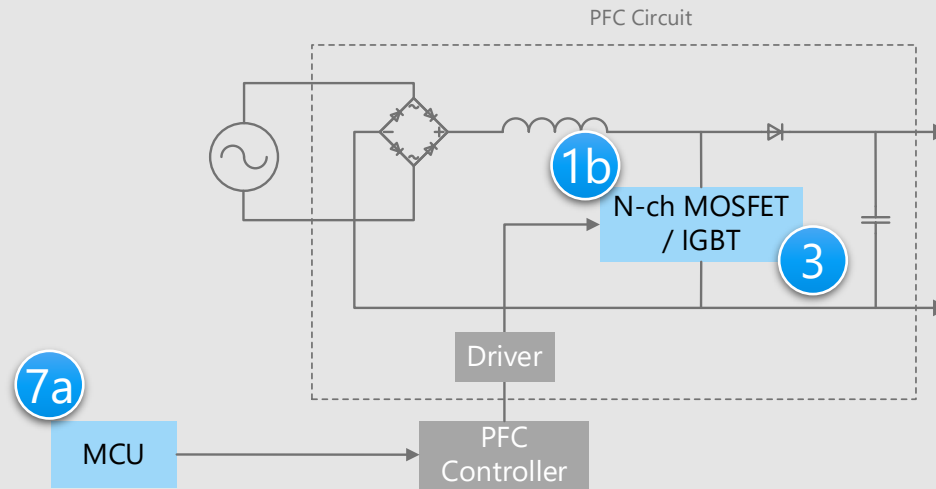 PFC Circuit
1b
N-ch MOSFET
/ IGBT
3
Driver
7a
MCU
PFC
Controller